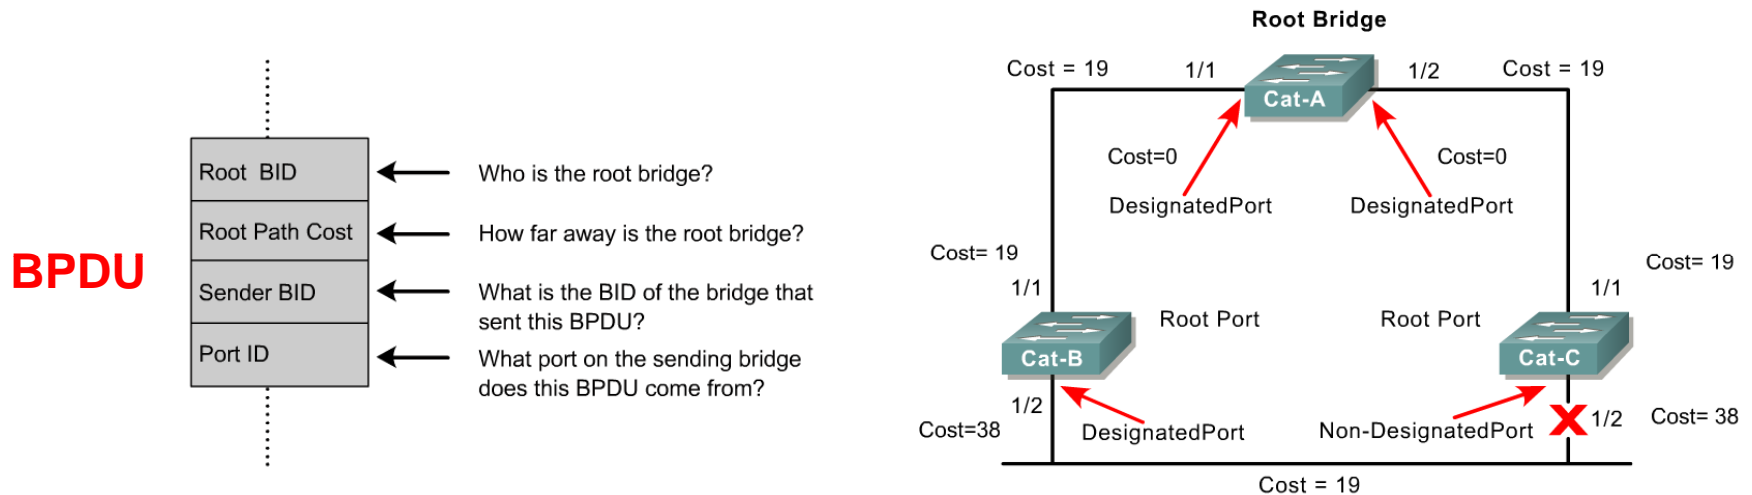 BPDU
Root BID
Who is the root bridge?
Root Path Cost
How far away is the root bridge?
Sender BID
What is the BID of the bridge that
sent this BPDU?
Port ID
What port on the sending bridge
does this BPDU come from?
Root Bridge
Cost = 19
1/1
1/2
Cost = 19
Cat-A
Cost=0
Cost=0
DesignatedPort
DesignatedPort
Cost= 19
Cost= 19
1/1
1/1
Root Port
Root Port
Cat-B
Cat-C
1/2
1/2
Cost= 38
Cost=38
DesignatedPort
Non-DesignatedPort
Cost = 19